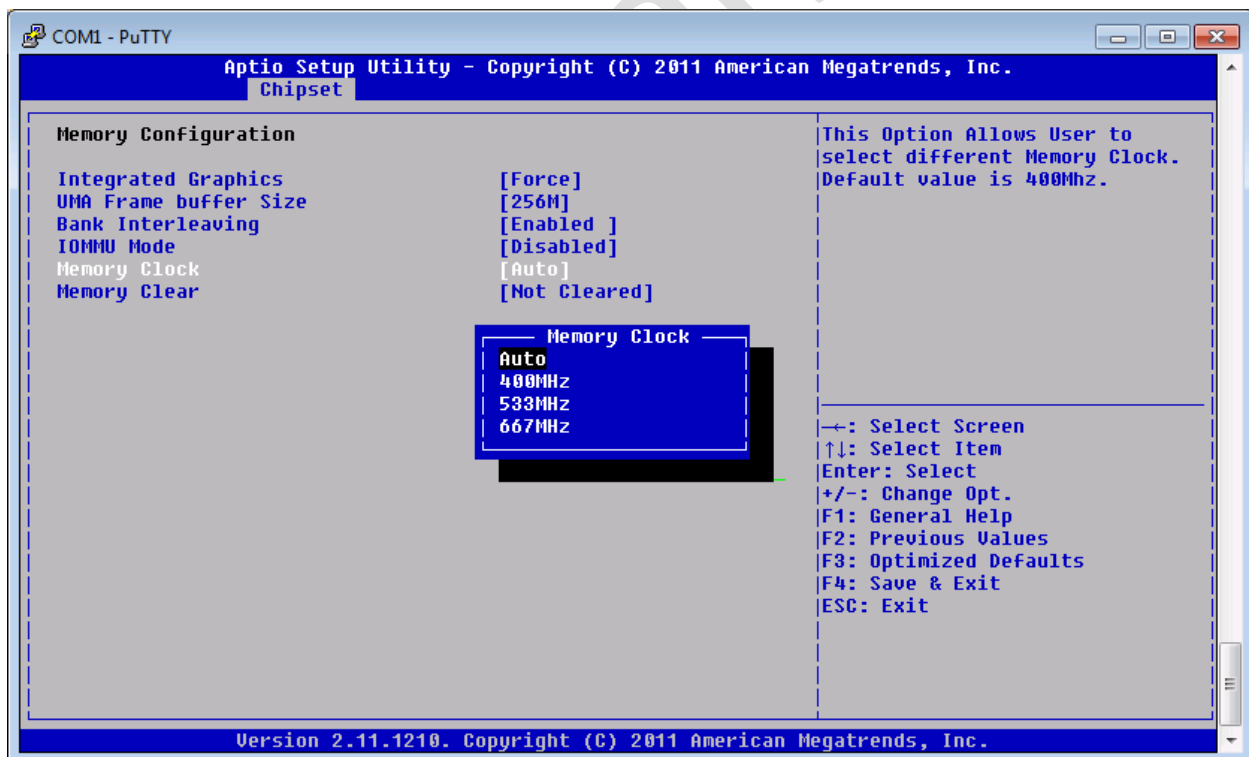 COM1 - PuTTY
Aptio Setup Utility - Copyright (C) 2011 American Megatrends, Inc.
Chipset
Memory Configuration
Integrated Graphics [Force]
UMA Frame buffer Size [256M]
Bank Interleaving [Enabled ]
IOMMU Mode [Disabled]
Memory Clock [Auto]
Memory Clear [Not Cleared]
Memory Clock
Auto
400MHz
533MHz
667MHz
This Option Allows User to
select different Memory Clock.
Default value is 400Mhz.
→←: Select Screen
↑↓: Select Item
Enter: Select
+/-: Change Opt.
F1: General Help
F2: Previous Values
F3: Optimized Defaults
F4: Save & Exit
ESC: Exit
Version 2.11.1210. Copyright (C) 2011 American Megatrends, Inc.